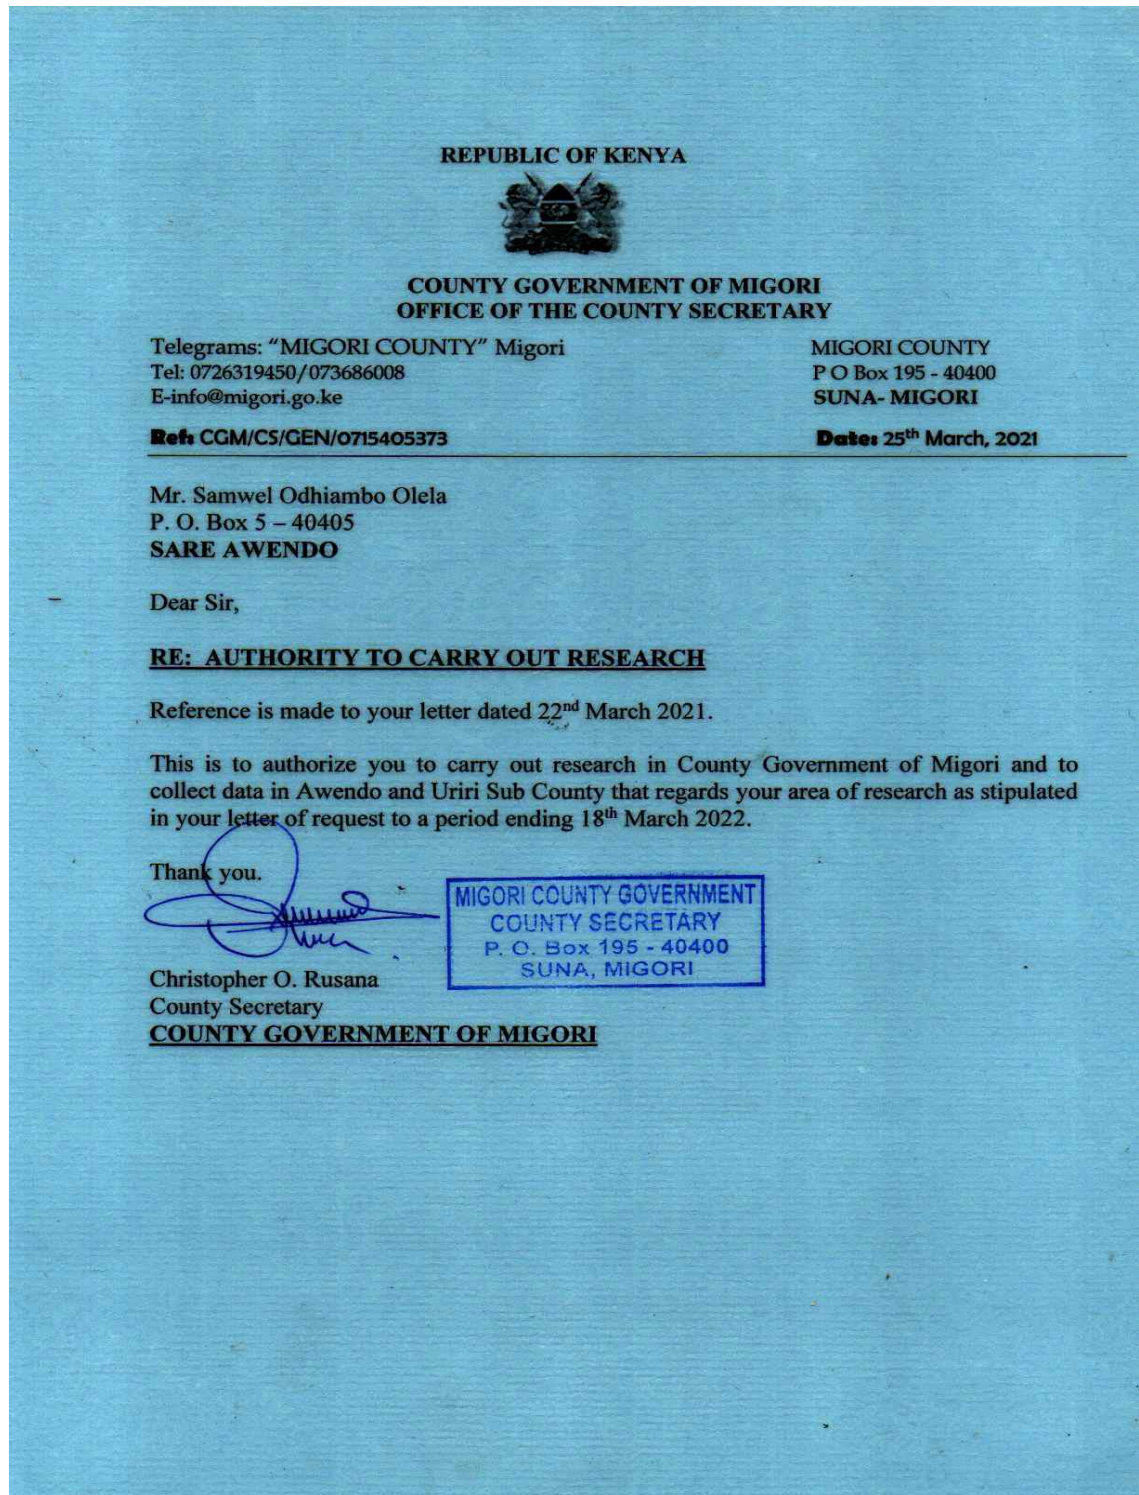 REPUBLIC OF KENYA
COUNTY GOVERNMENT OF MIGORI
OFFICE OF THE COUNTY SECRETARY
Telegrams: "MIGORI COUNTY" Migori
Tel: 0726319450/073686008
E-info@migori.go.ke
MIGORI COUNTY
P O Box 195 - 40400
SUNA- MIGORI
Ref: CGM/CS/GEN/0715405373
Date: 25th March, 2021
Mr. Samwel Odhiambo Olela
P. O. Box 5 – 40405
SARE AWENDO
Dear Sir,
RE: AUTHORITY TO CARRY OUT RESEARCH
Reference is made to your letter dated 22nd March 2021.
This is to authorize you to carry out research in County Government of Migori and to
collect data in Awendo and Uriri Sub County that regards your area of research as stipulated
in your letter of request to a period ending 18th March 2022.
Thank you.
MIGORI COUNTY GOVERNMENT
COUNTY SECRETARY
P. O. Box 195 - 40400
SUNA, MIGORI
Christopher O. Rusana
County Secretary
COUNTY GOVERNMENT OF MIGORI